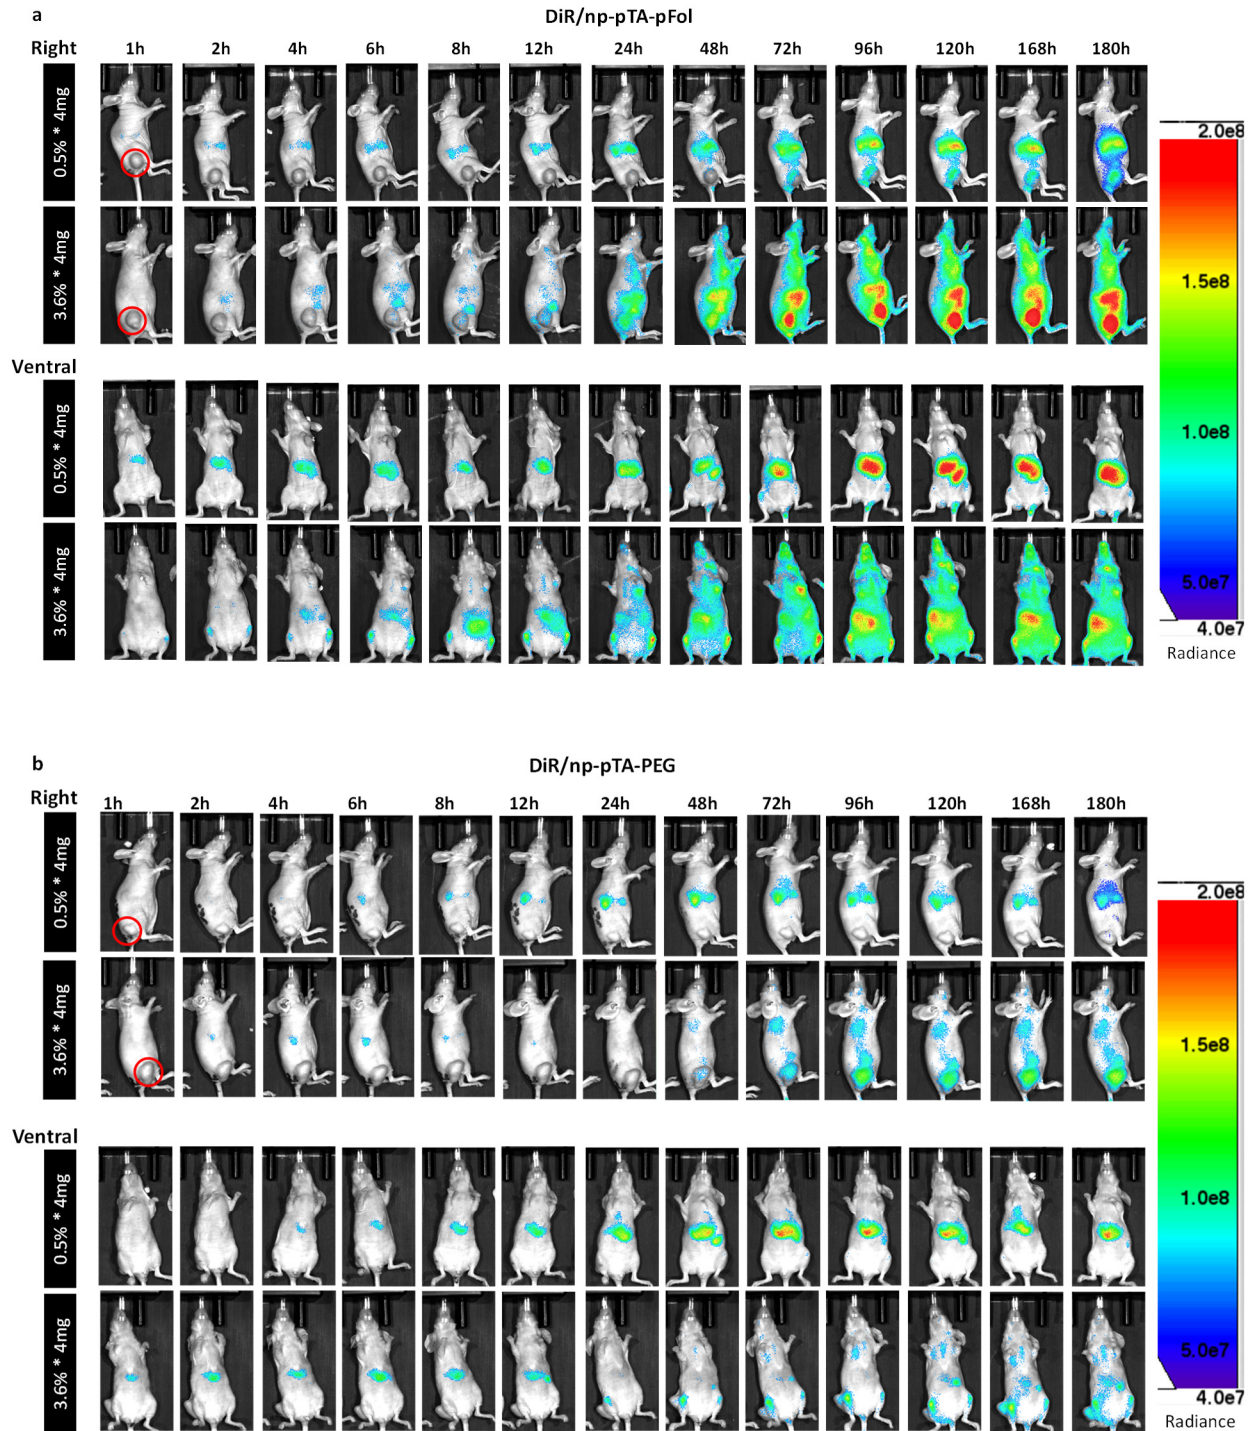 a
DiR/np-pTA-pFol
Right 1h 2h 4h 6h 8h 12h 24h 48h 72h 96h 120h 168h 180h
0.5% * 4mg
3.6% * 4mg
Ventral
0.5% * 4mg
3.6% * 4mg
2.0e8
1.5e8
1.0e8
5.0e7
4.0e7
Radiance
b
DiR/np-pTA-PEG
Right 1h 2h 4h 6h 8h 12h 24h 48h 72h 96h 120h 168h 180h
0.5% * 4mg
3.6% * 4mg
Ventral
0.5% * 4mg
3.6% * 4mg
2.0e8
1.5e8
1.0e8
5.0e7
4.0e7
Radiance